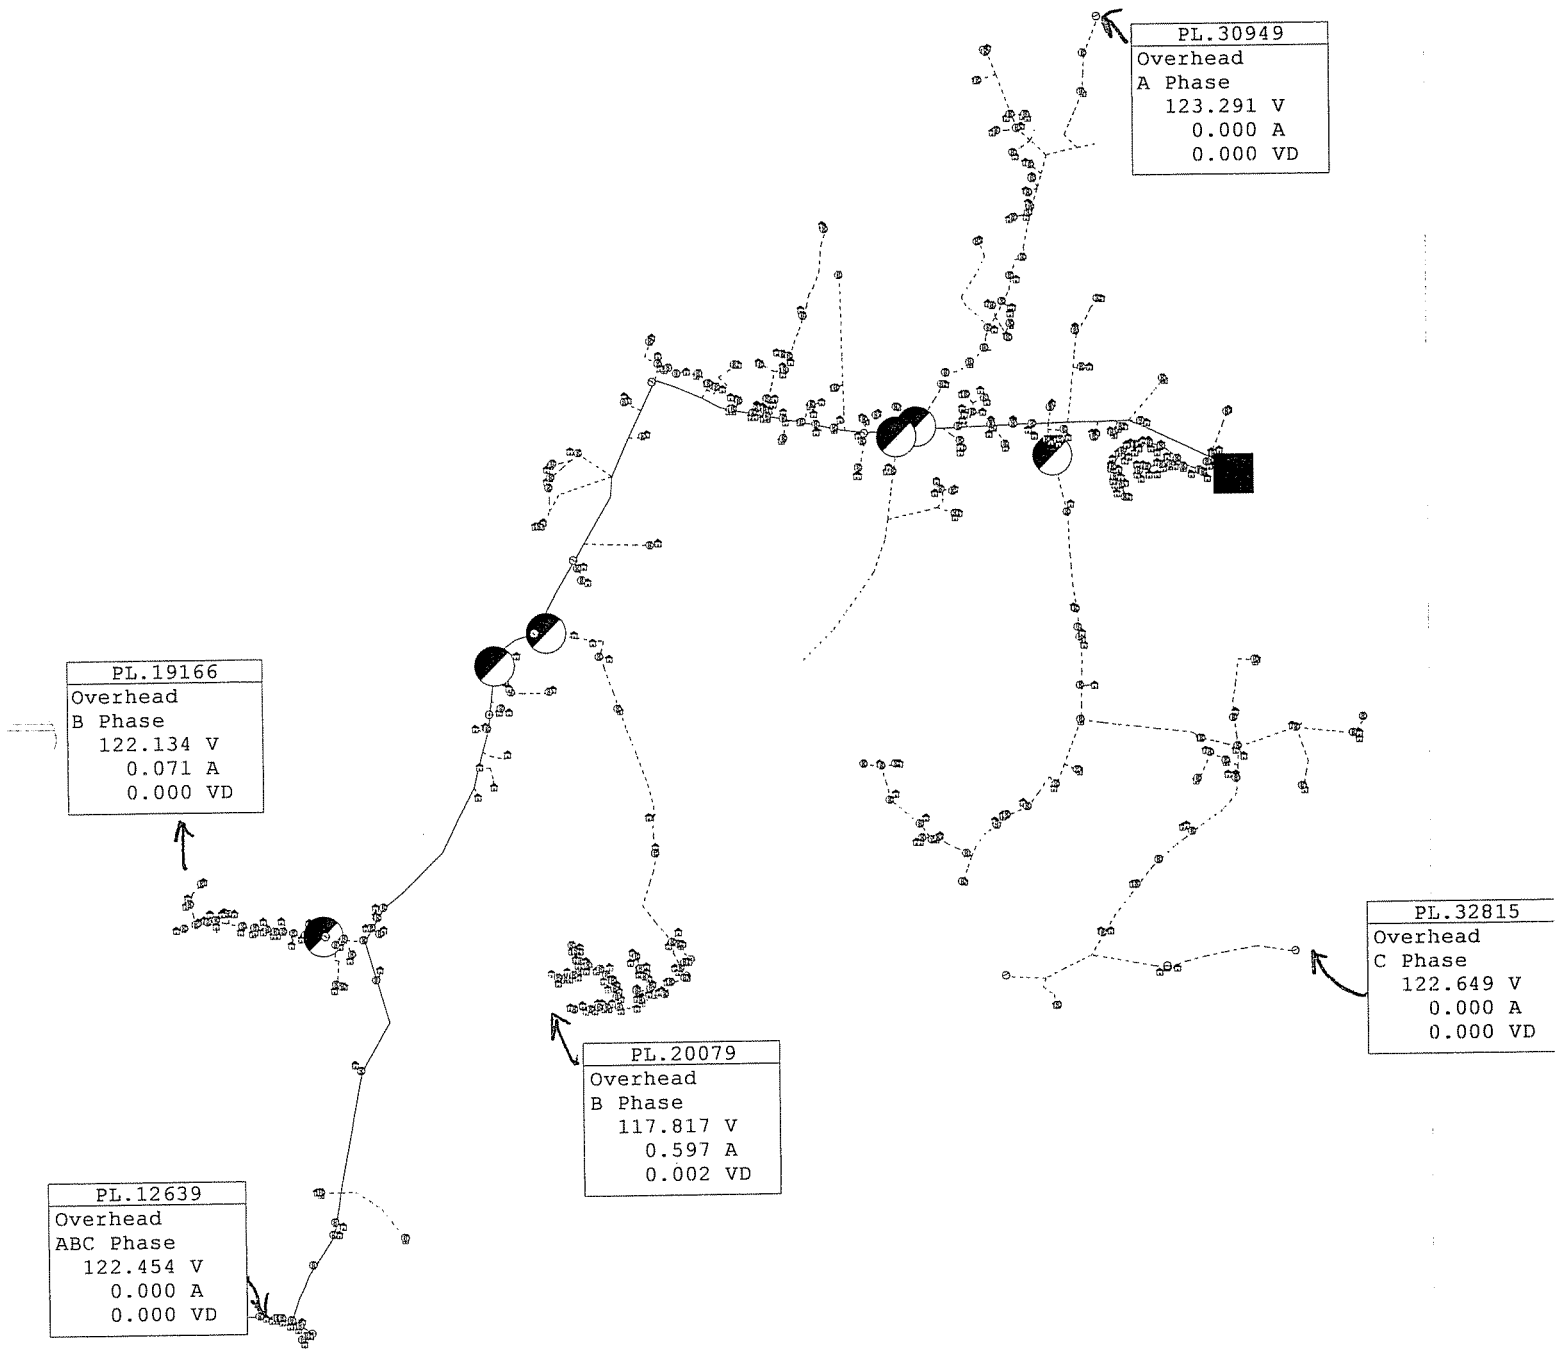 PL.30949
Overhead
A Phase
123.291 V
0.000 A
0.000 VD
PL.19166
Overhead
B Phase
122.134 V
0.071 A
0.000 VD
PL.32815
Overhead
C Phase
122.649 V
0.000 A
0.000 VD
PL.20079
Overhead
B Phase
117.817 V
0.597 A
0.002 VD
PL.12639
Overhead
ABC Phase
122.454 V
0.000 A
0.000 VD